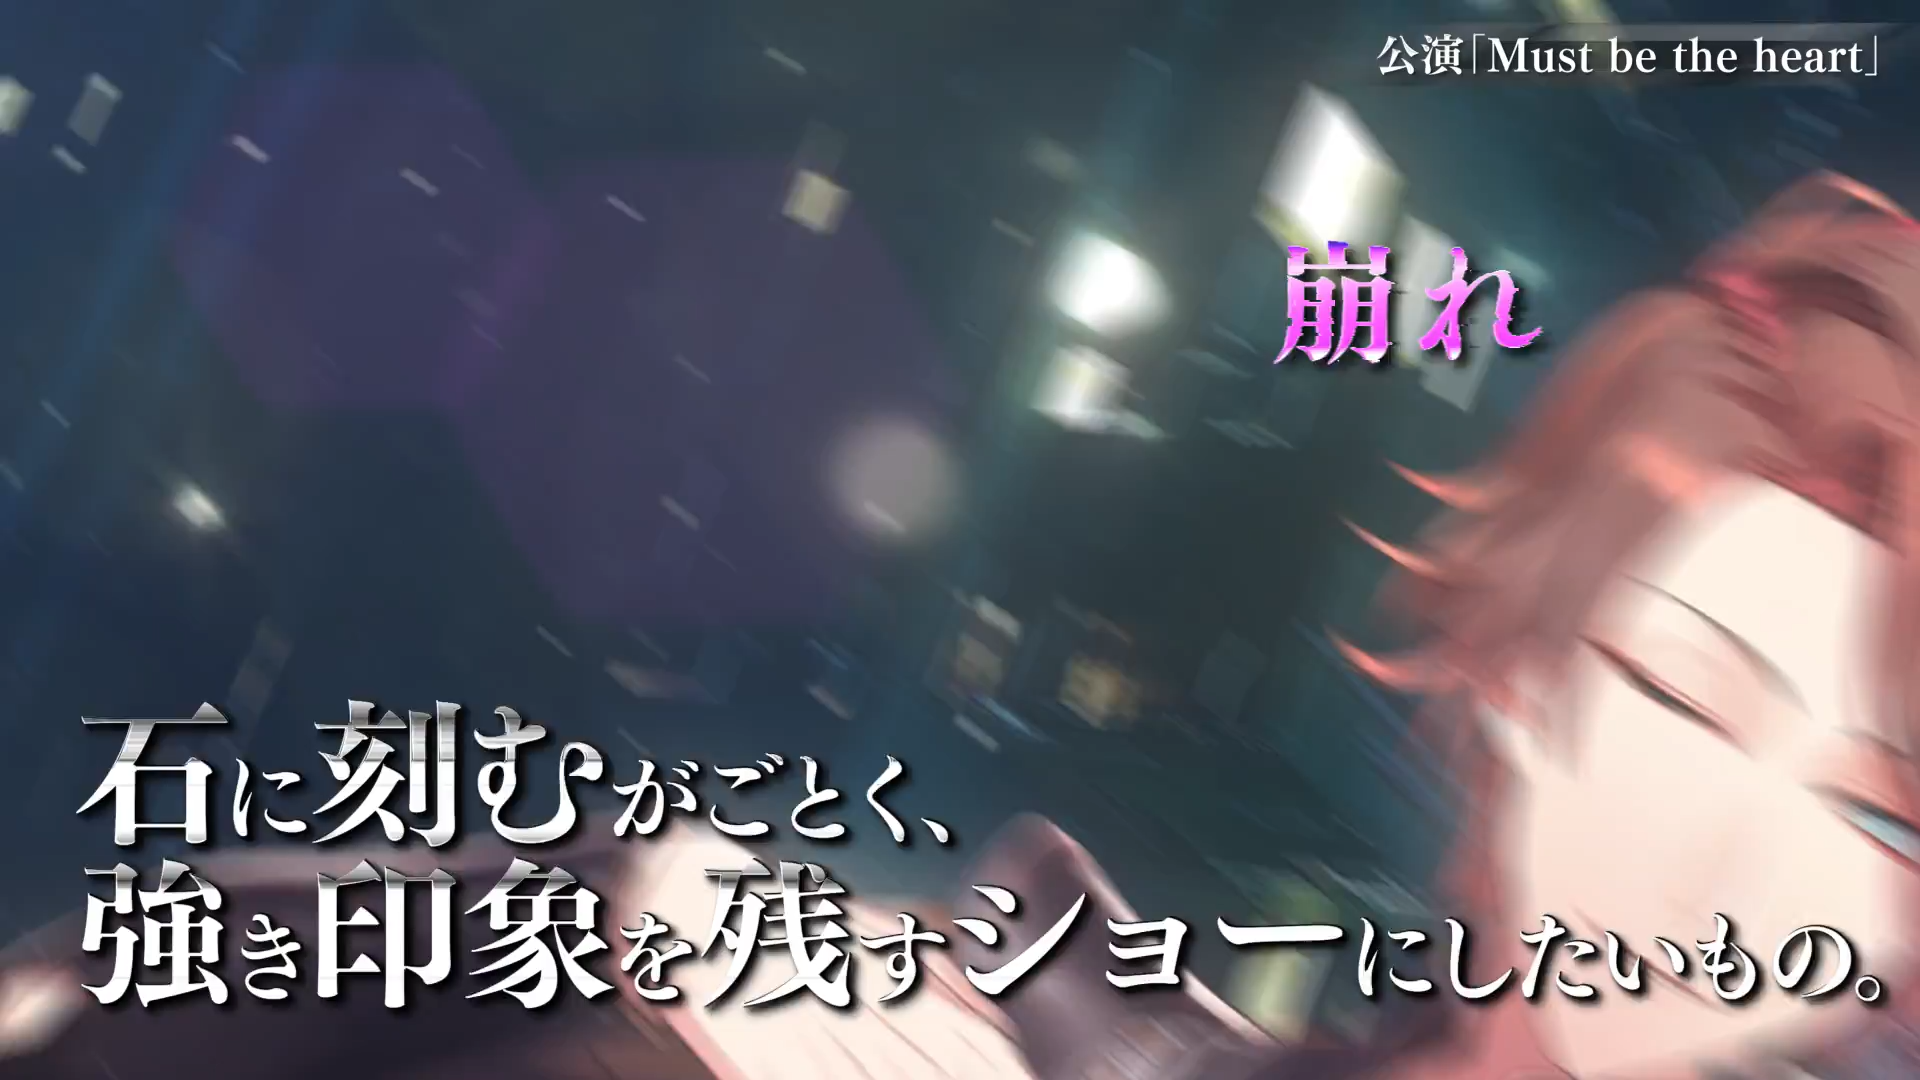 公演「Must be the heart」
崩れ
石に刻むがごとく、
強き印象を残すショーにしたいもの。